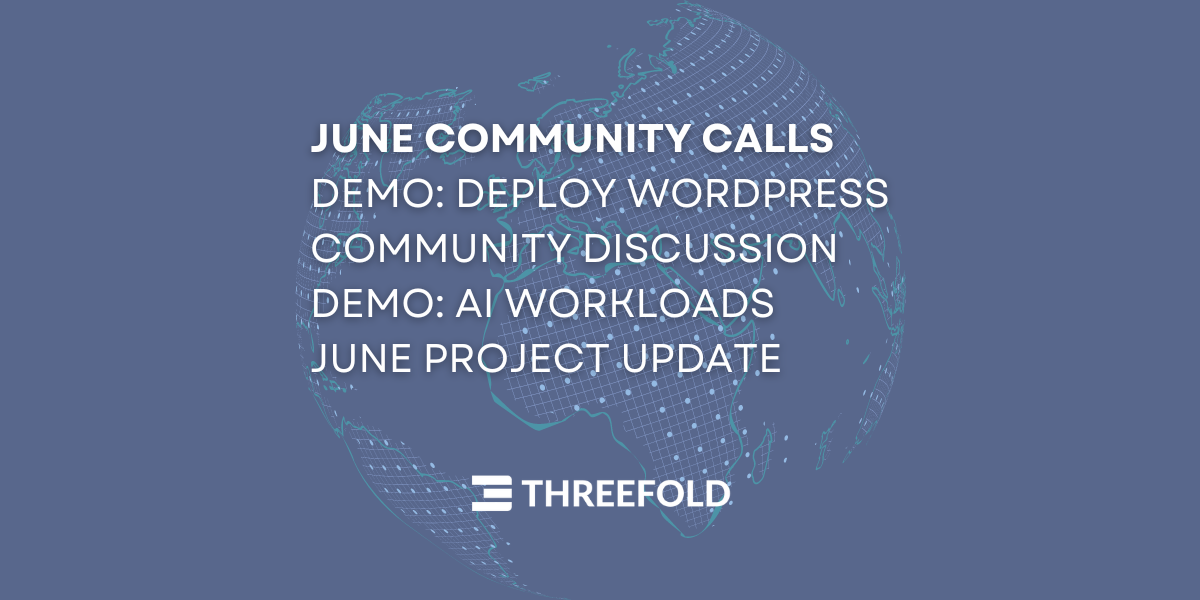 JUNE COMMUNITY CALLS
DEMO: DEPLOY WORDPRESS
COMMUNITY DISCUSSION
DEMO: AI WORKLOADS
JUNE PROJECT UPDATE
THREEFOLD